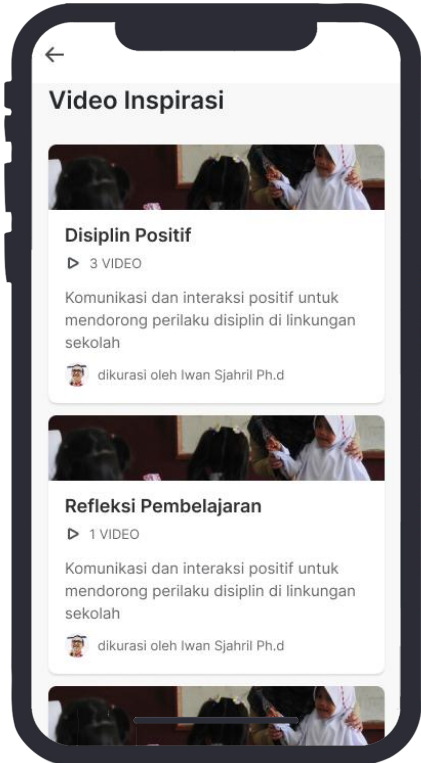 Video Inspirasi
Disiplin Positif
3 VIDEO
Komunikasi dan interaksi positif untuk
mendorong perilaku disiplin di linkungan
sekolah
dikurasi oleh Iwan Sjahril Ph.d
Refleksi Pembelajaran
1 VIDEO
Komunikasi dan interaksi positif untuk
mendorong perilaku disiplin di linkungan
sekolah
dikurasi oleh Iwan Sjahril Ph.d